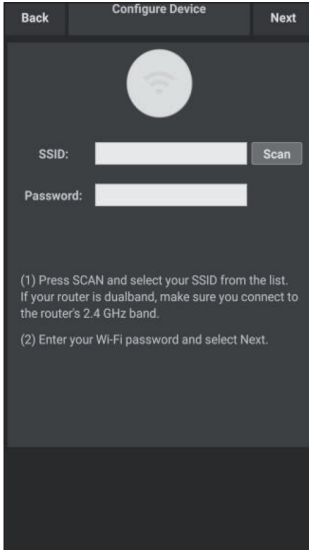 Back
Configure Device
Next
SSID:
Scan
Password:
(1) Press SCAN and select your SSID from the list.
If your router is dualband, make sure you connect to
the router's 2.4 GHz band.
(2) Enter your Wi-Fi password and select Next.